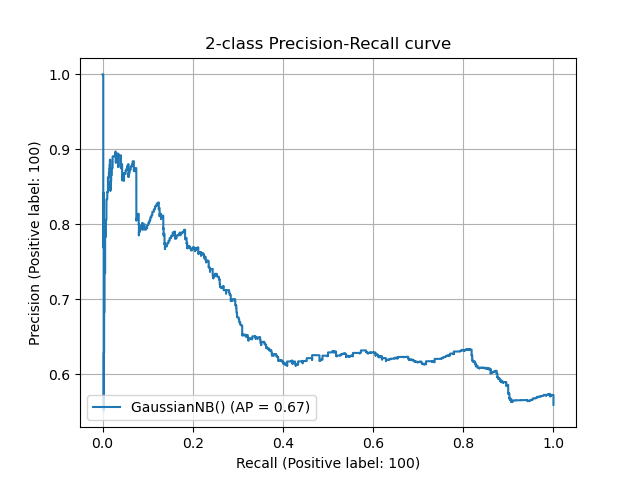 2-class Precision-Recall curve
Precision (Positive label: 100)
1.0
0.9
0.8
0.7
0.6
GaussianNB() (AP = 0.67)
0.0 0.2 0.4 0.6 0.8 1.0
Recall (Positive label: 100)